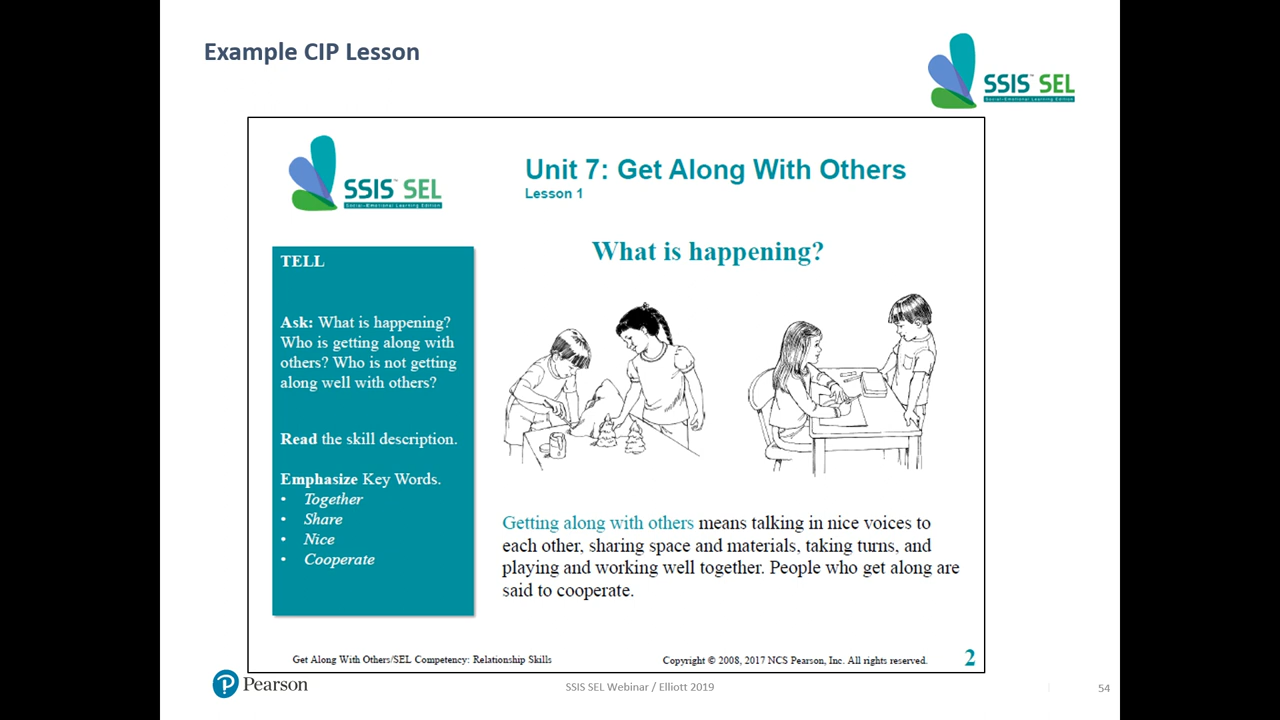 Example CIP Lesson
SSIS™ SEL
Social-Emotional Learning Edition
SSIS™ SEL
Social-Emotional Learning Edition
Unit 7: Get Along With Others
Lesson 1
What is happening?
TELL
Ask: What is happening?
Who is getting along with
others? Who is not getting
along well with others?
Read the skill description.
Emphasize Key Words.
• Together
• Share
• Nice
• Cooperate
Getting along with others means talking in nice voices to
each other, sharing space and materials, taking turns, and
playing and working well together. People who get along are
said to cooperate.
Get Along With Others/SEL Competency: Relationship Skills
Copyright © 2008, 2017 NCS Pearson, Inc. All rights reserved.
2
Pearson
SSIS SEL Webinar / Elliott 2019
54